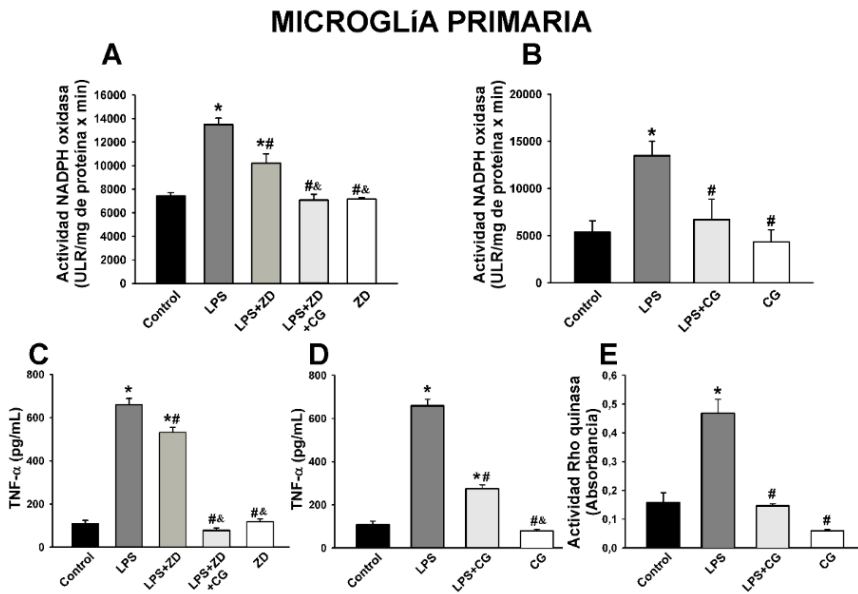 MICROGLíA PRIMARIA
A
Actividad NADPH oxidasa
(ULR/mg de proteina x min)
16000
14000
12000
10000
8000
6000
4000
2000
0
*
*#
#&
#&
Control
LPS
LPS+ZD
LPS+ZD
+CG
ZD
B
Actividad NADPH oxidasa
(ULR/mg de proteina x min)
20000
15000
10000
5000
0
*
#
#
Control
LPS
LPS+CG
CG
C
TNF-α (pg/mL)
800
600
400
200
0
*
*#
#&
#&
Control
LPS
LPS+ZD
LPS+ZD
+CG
ZD
D
TNF-α (pg/mL)
800
600
400
200
0
*
*#
#&
Control
LPS
LPS+CG
CG
E
Actividad Rho quinasa
(Absorbancia)
0,6
0,5
0,4
0,3
0,2
0,1
0,0
*
#
#
Control
LPS
LPS+CG
CG